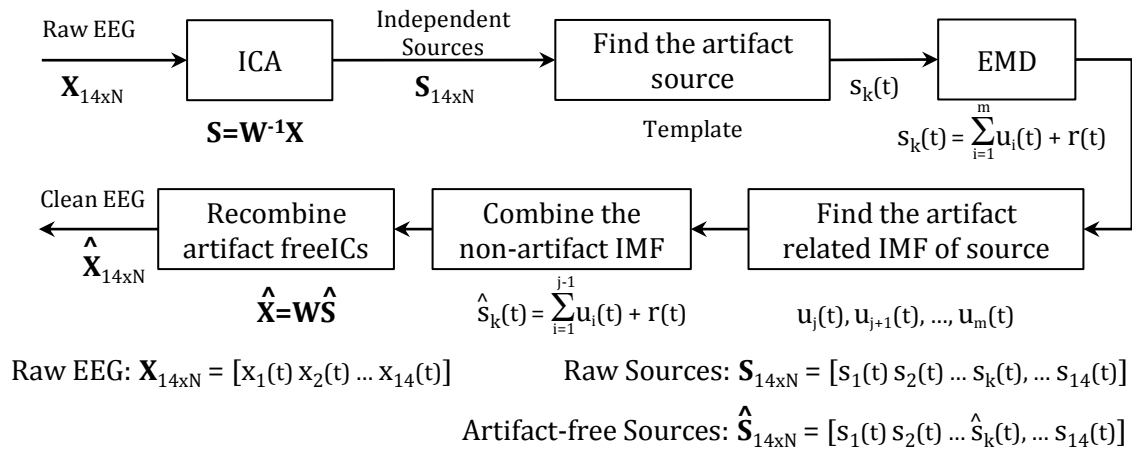 Raw EEG
X14xN
ICA
S=W-1X
Independent
Sources
S14xN
Find the artifact
source
Template
sk(t)
EMD
sk(t) = m∑i=1 ui(t) + r(t)
Find the artifact
related IMF of source
uj(t), uj+1(t), ..., um(t)
Combine the
non-artifact IMF
ŝk(t) = j-1∑i=1 ui(t) + r(t)
Recombine
artifact freeICs
X̂=WŜ
Clean EEG
X̂14xN
Raw EEG: X14xN = [x1(t) x2(t) ... x14(t)]
Raw Sources: S14xN = [s1(t) s2(t) ... sk(t), ... s14(t)]
Artifact-free Sources: Ŝ14xN = [s1(t) s2(t) ... ŝk(t), ... s14(t)]